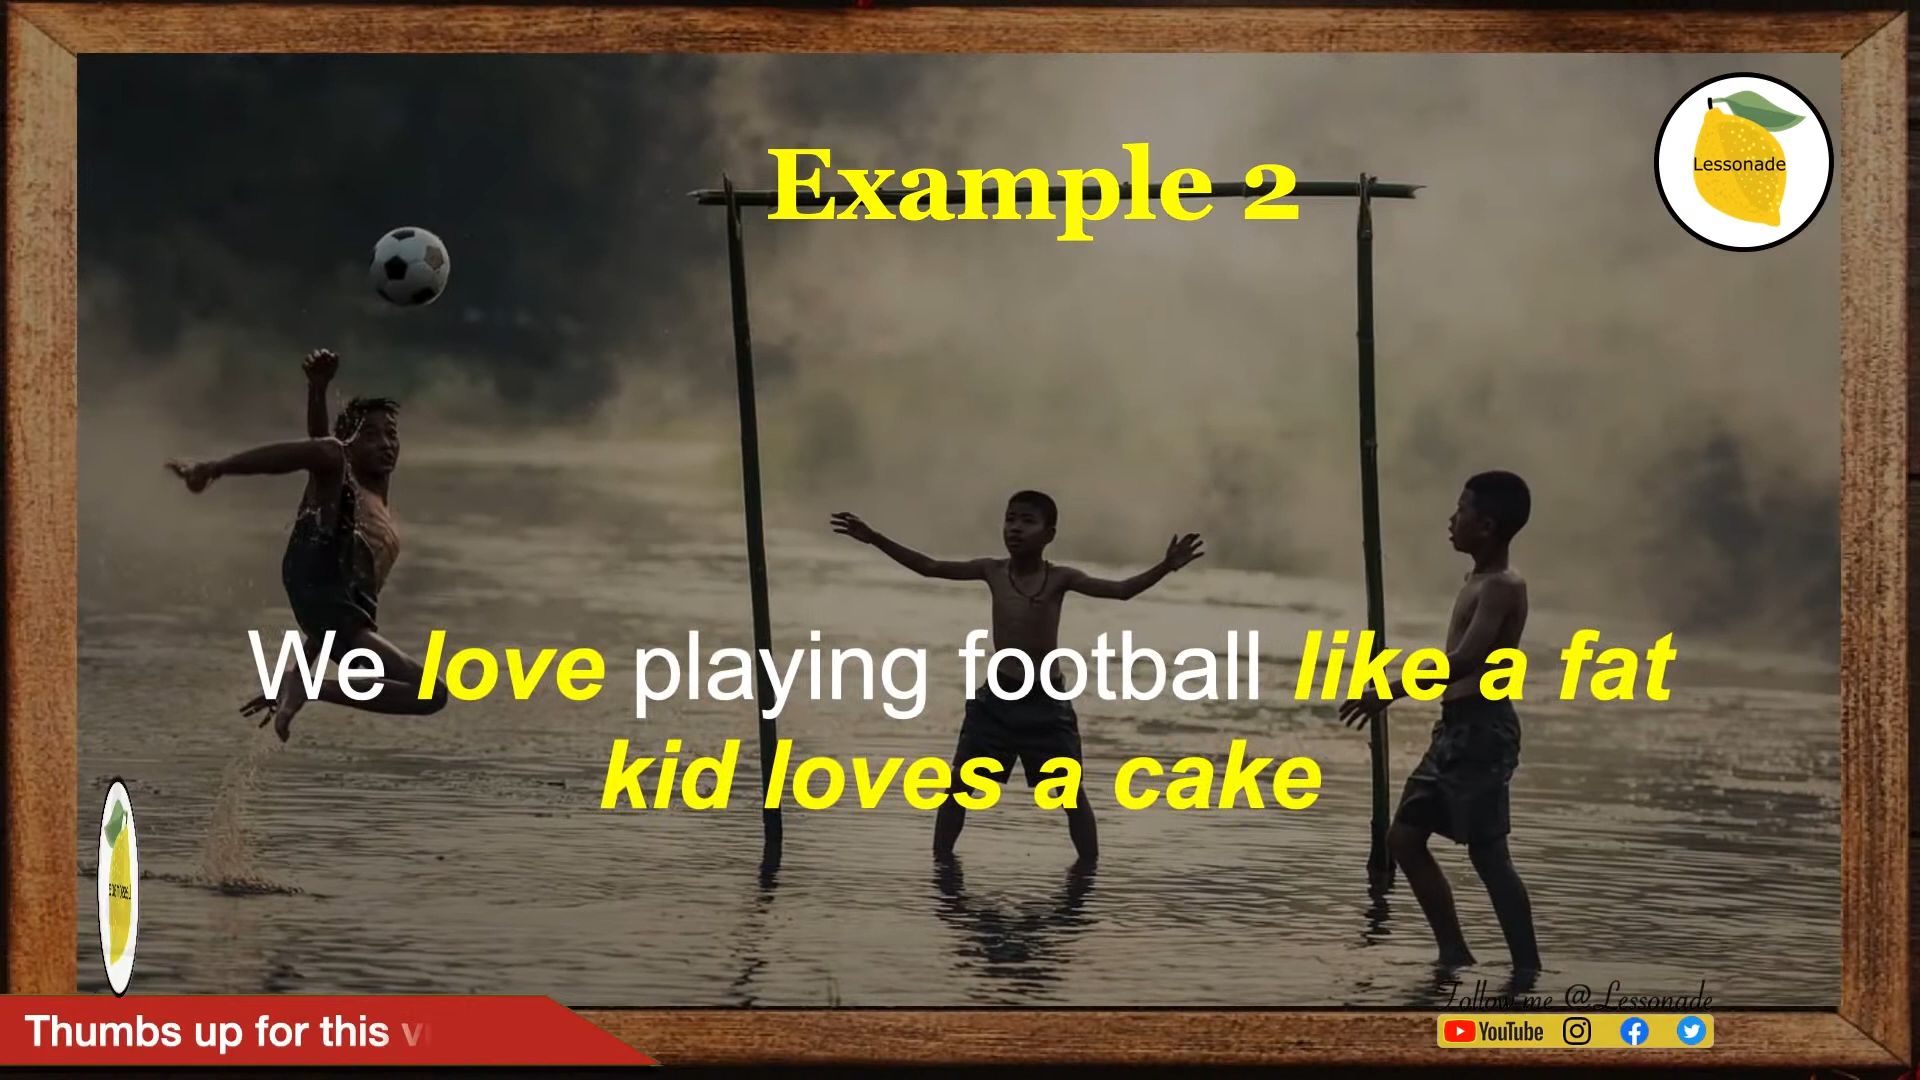 Example 2
Lessonade
We love playing football like a fat
kid loves a cake
Thumbs up for this
Follow me @Lessonade
YouTube